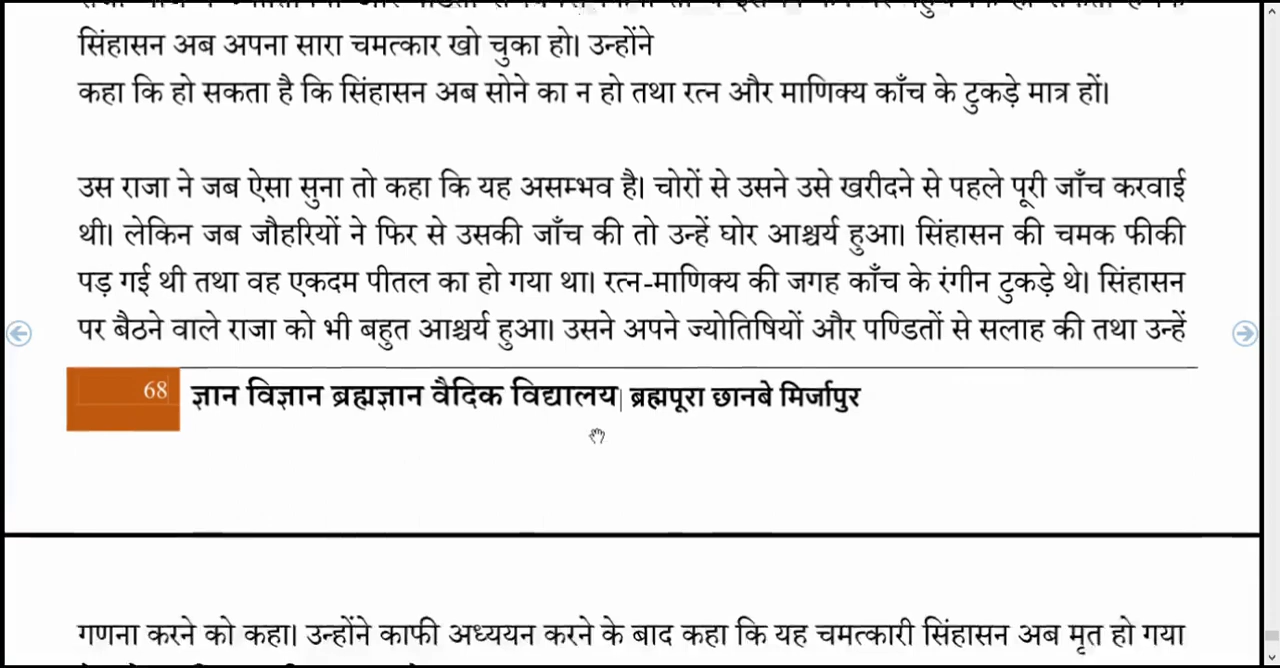 सिंहासन अब अपना सारा चमत्कार खो चुका हो। उन्होंने
कहा कि हो सकता है कि सिंहासन अब सोने का न हो तथा रत्न और माणिक्य काँच के टुकड़े मात्र हों।
उस राजा ने जब ऐसा सुना तो कहा कि यह असम्भव है। चोरों से उसने उसे खरीदने से पहले पूरी जाँच करवाई
थी। लेकिन जब जौहरियों ने फिर से उसकी जाँच की तो उन्हें घोर आश्चर्य हुआ। सिंहासन की चमक फीकी
पड़ गई थी तथा वह एकदम पीतल का हो गया था। रत्न-माणिक्य की जगह काँच के रंगीन टुकड़े थे। सिंहासन
पर बैठने वाले राजा को भी बहुत आश्चर्य हुआ। उसने अपने ज्योतिषियों और पण्डितों से सलाह की तथा उन्हें
68 ज्ञान विज्ञान ब्रह्मज्ञान वैदिक विद्यालय| ब्रह्मपूरा छानबे मिर्जापुर
गणना करने को कहा। उन्होंने काफी अध्ययन करने के बाद कहा कि यह चमत्कारी सिंहासन अब मृत हो गया